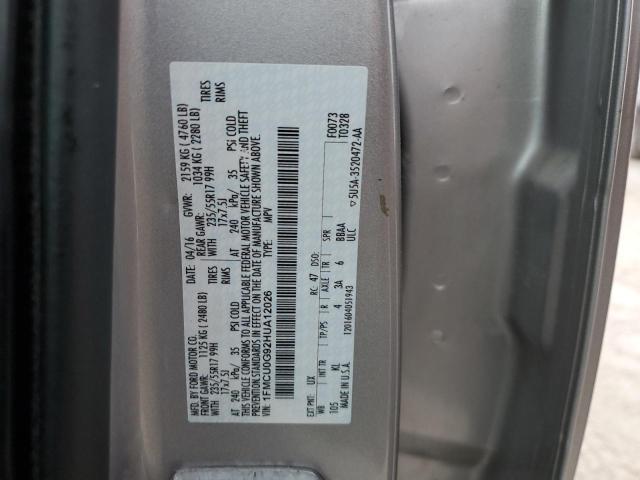 MFD. BY FORD MOTOR CO.
DATE: 04/16 GVWR: 2159 KG ( 4760 LB)
FRONT GAWR: 1125 KG ( 2480 LB) REAR GAWR: 1034 KG ( 2280 LB)
WITH 235/55R17 99H TIRES WITH 235/55R17 99H TIRES
17x7.5J RIMS 17x7.5J RIMS
AT 240 kPa/ 35 PSI COLD AT 240 kPa/ 35 PSI COLD
THIS VEHICLE CONFORMS TO ALL APPLICABLE FEDERAL MOTOR VEHICLE SAFETY AND THEFT
PREVENTION STANDARDS IN EFFECT ON THE DATE OF MANUFACTURE SHOWN ABOVE.
VIN: 1FMCU0G92HUA12026 TYPE: MPV
F0073
T0328
EXT PNT: UX RC: 47 DSO:
WB INT TR TP/PS R AXLE TR SPR
105 KL 4 3A 6 BBAA
MADE IN U.S.A. 1201604051943 ULC
▽5U5A-3520472-AA